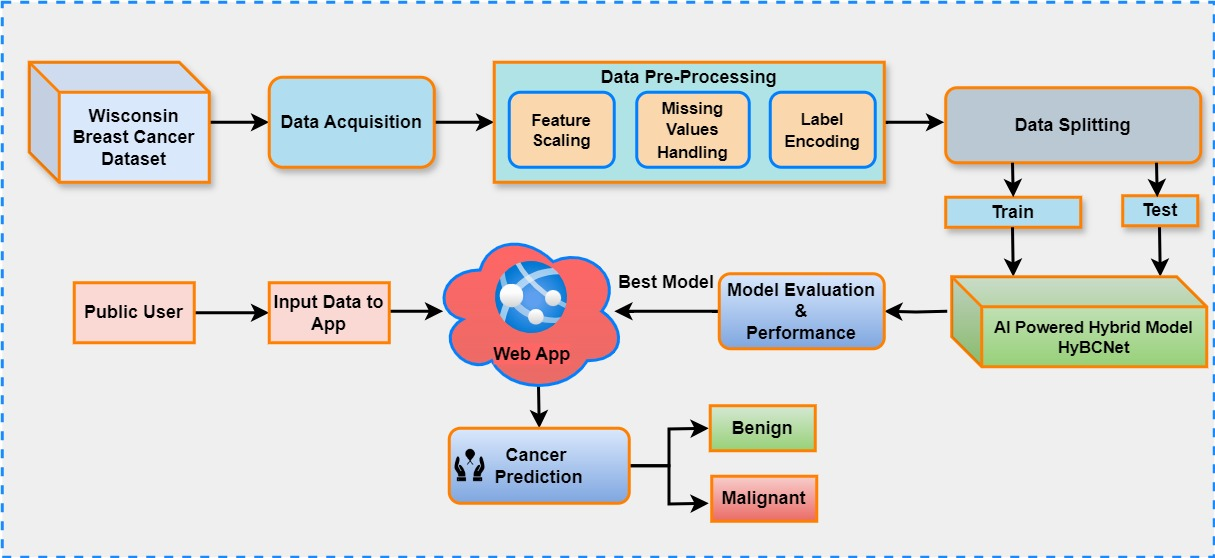 Wisconsin
Breast Cancer
Dataset
Data Acquisition
Data Pre-Processing
Feature
Scaling
Missing
Values
Handling
Label
Encoding
Data Splitting
Train
Test
Public User
Input Data to
App
Web App
Best Model
Model Evaluation
&
Performance
AI Powered Hybrid Model
HyBCNet
Cancer
Prediction
Benign
Malignant